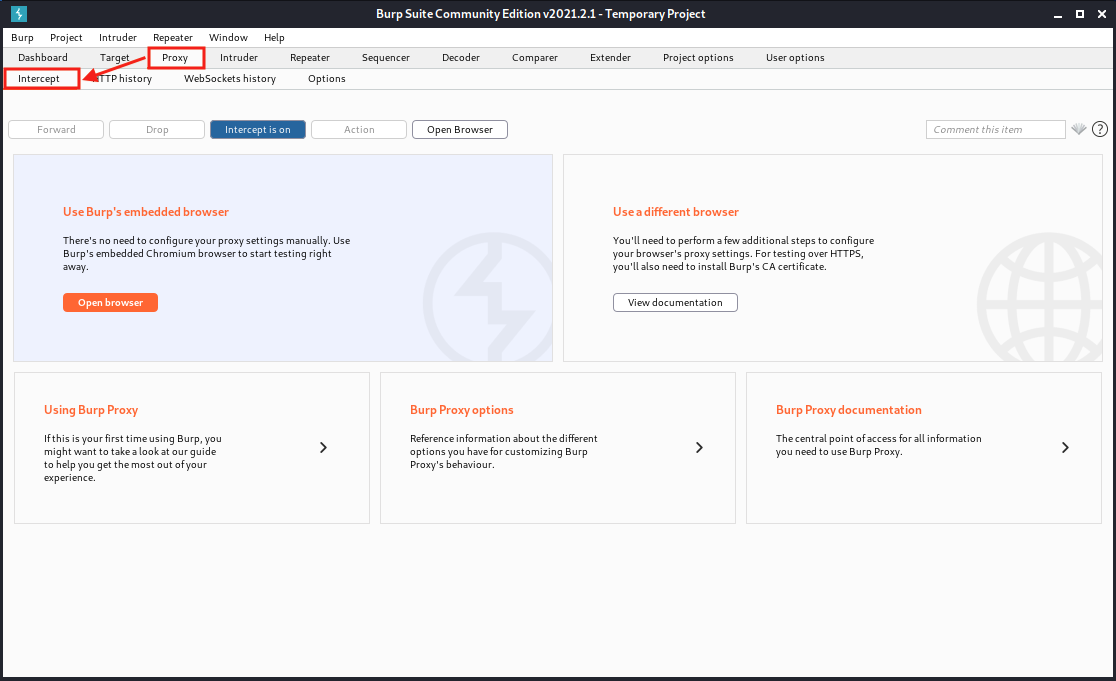 Burp Suite Community Edition v2021.2.1 - Temporary Project
Burp Project Intruder Repeater Window Help
Dashboard Target Proxy Intruder Repeater Sequencer Decoder Comparer Extender Project options User options
Intercept TTP history WebSockets history Options
Forward Drop Intercept is on Action Open Browser Comment this item ?
Use Burp's embedded browser
There's no need to configure your proxy settings manually. Use
Burp's embedded Chromium browser to start testing right
away.
Open browser
Use a different browser
You'll need to perform a few additional steps to configure
your browser's proxy settings. For testing over HTTPS,
you'll also need to install Burp's CA certificate.
View documentation
Using Burp Proxy
If this is your first time using Burp, you
might want to take a look at our guide
to help you get the most out of your
experience.
Burp Proxy options
Reference information about the different
options you have for customizing Burp
Proxy's behaviour.
Burp Proxy documentation
The central point of access for all information
you need to use Burp Proxy.